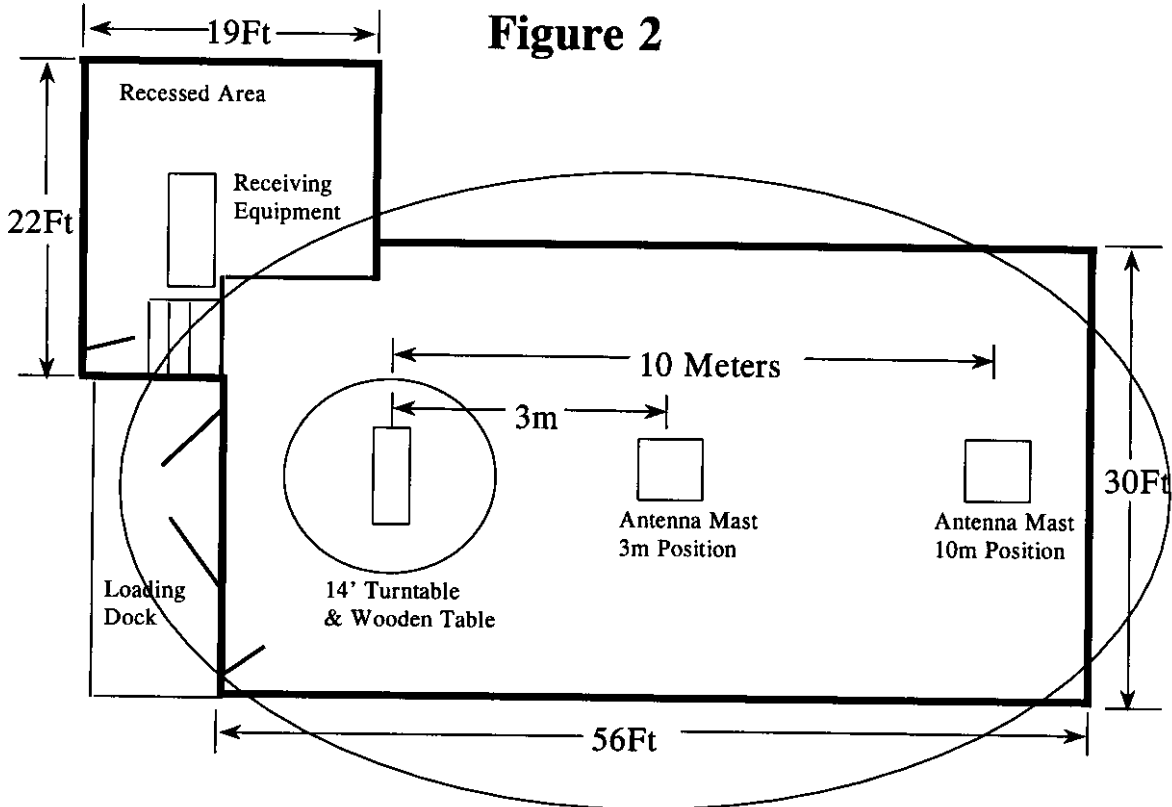 Figure 2
19Ft
Recessed Area
Receiving
Equipment
22Ft
10 Meters
3m
30Ft
Antenna Mast
3m Position
Antenna Mast
10m Position
Loading
Dock
14' Turntable
& Wooden Table
56Ft